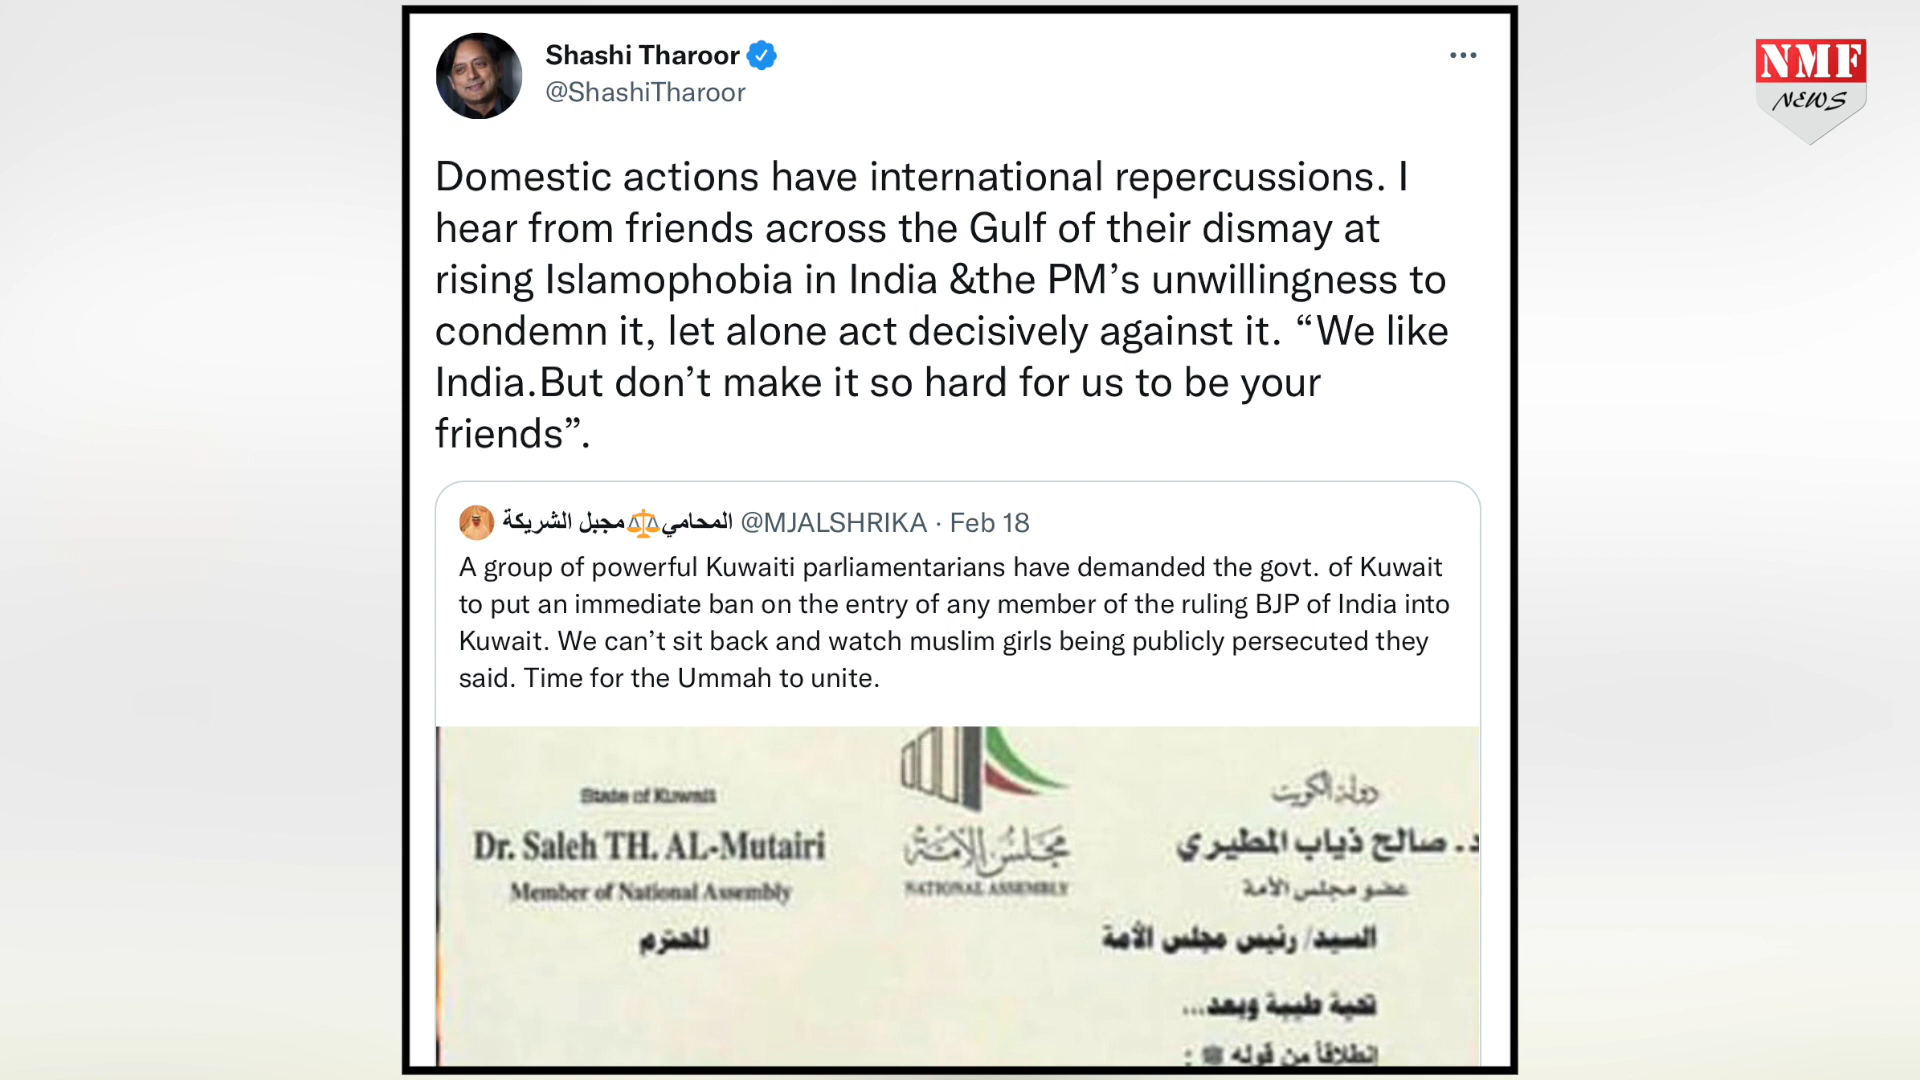 Shashi Tharoor
@ShashiTharoor
NMF
NEWS
Domestic actions have international repercussions. I
hear from friends across the Gulf of their dismay at
rising Islamophobia in India &the PM’s unwillingness to
condemn it, let alone act decisively against it. “We like
India.But don’t make it so hard for us to be your
friends”.
المحامي⚖️مجبل الشريكة @MJALSHRIKA · Feb 18
A group of powerful Kuwaiti parliamentarians have demanded the govt. of Kuwait
to put an immediate ban on the entry of any member of the ruling BJP of India into
Kuwait. We can’t sit back and watch muslim girls being publicly persecuted they
said. Time for the Ummah to unite.
State of Kuwait
Dr. Saleh TH. AL-Mutairi
Member of National Assembly
مجلس الأمة
NATIONAL ASSEMBLY
دولة الكويت
د. صالح ذياب المطيري
عضو مجلس الأمة
السيد/ رئيس مجلس الأمة
المحترم
تحية طيبة وبعد...
إنطلاقاً من قوله ﷺ :